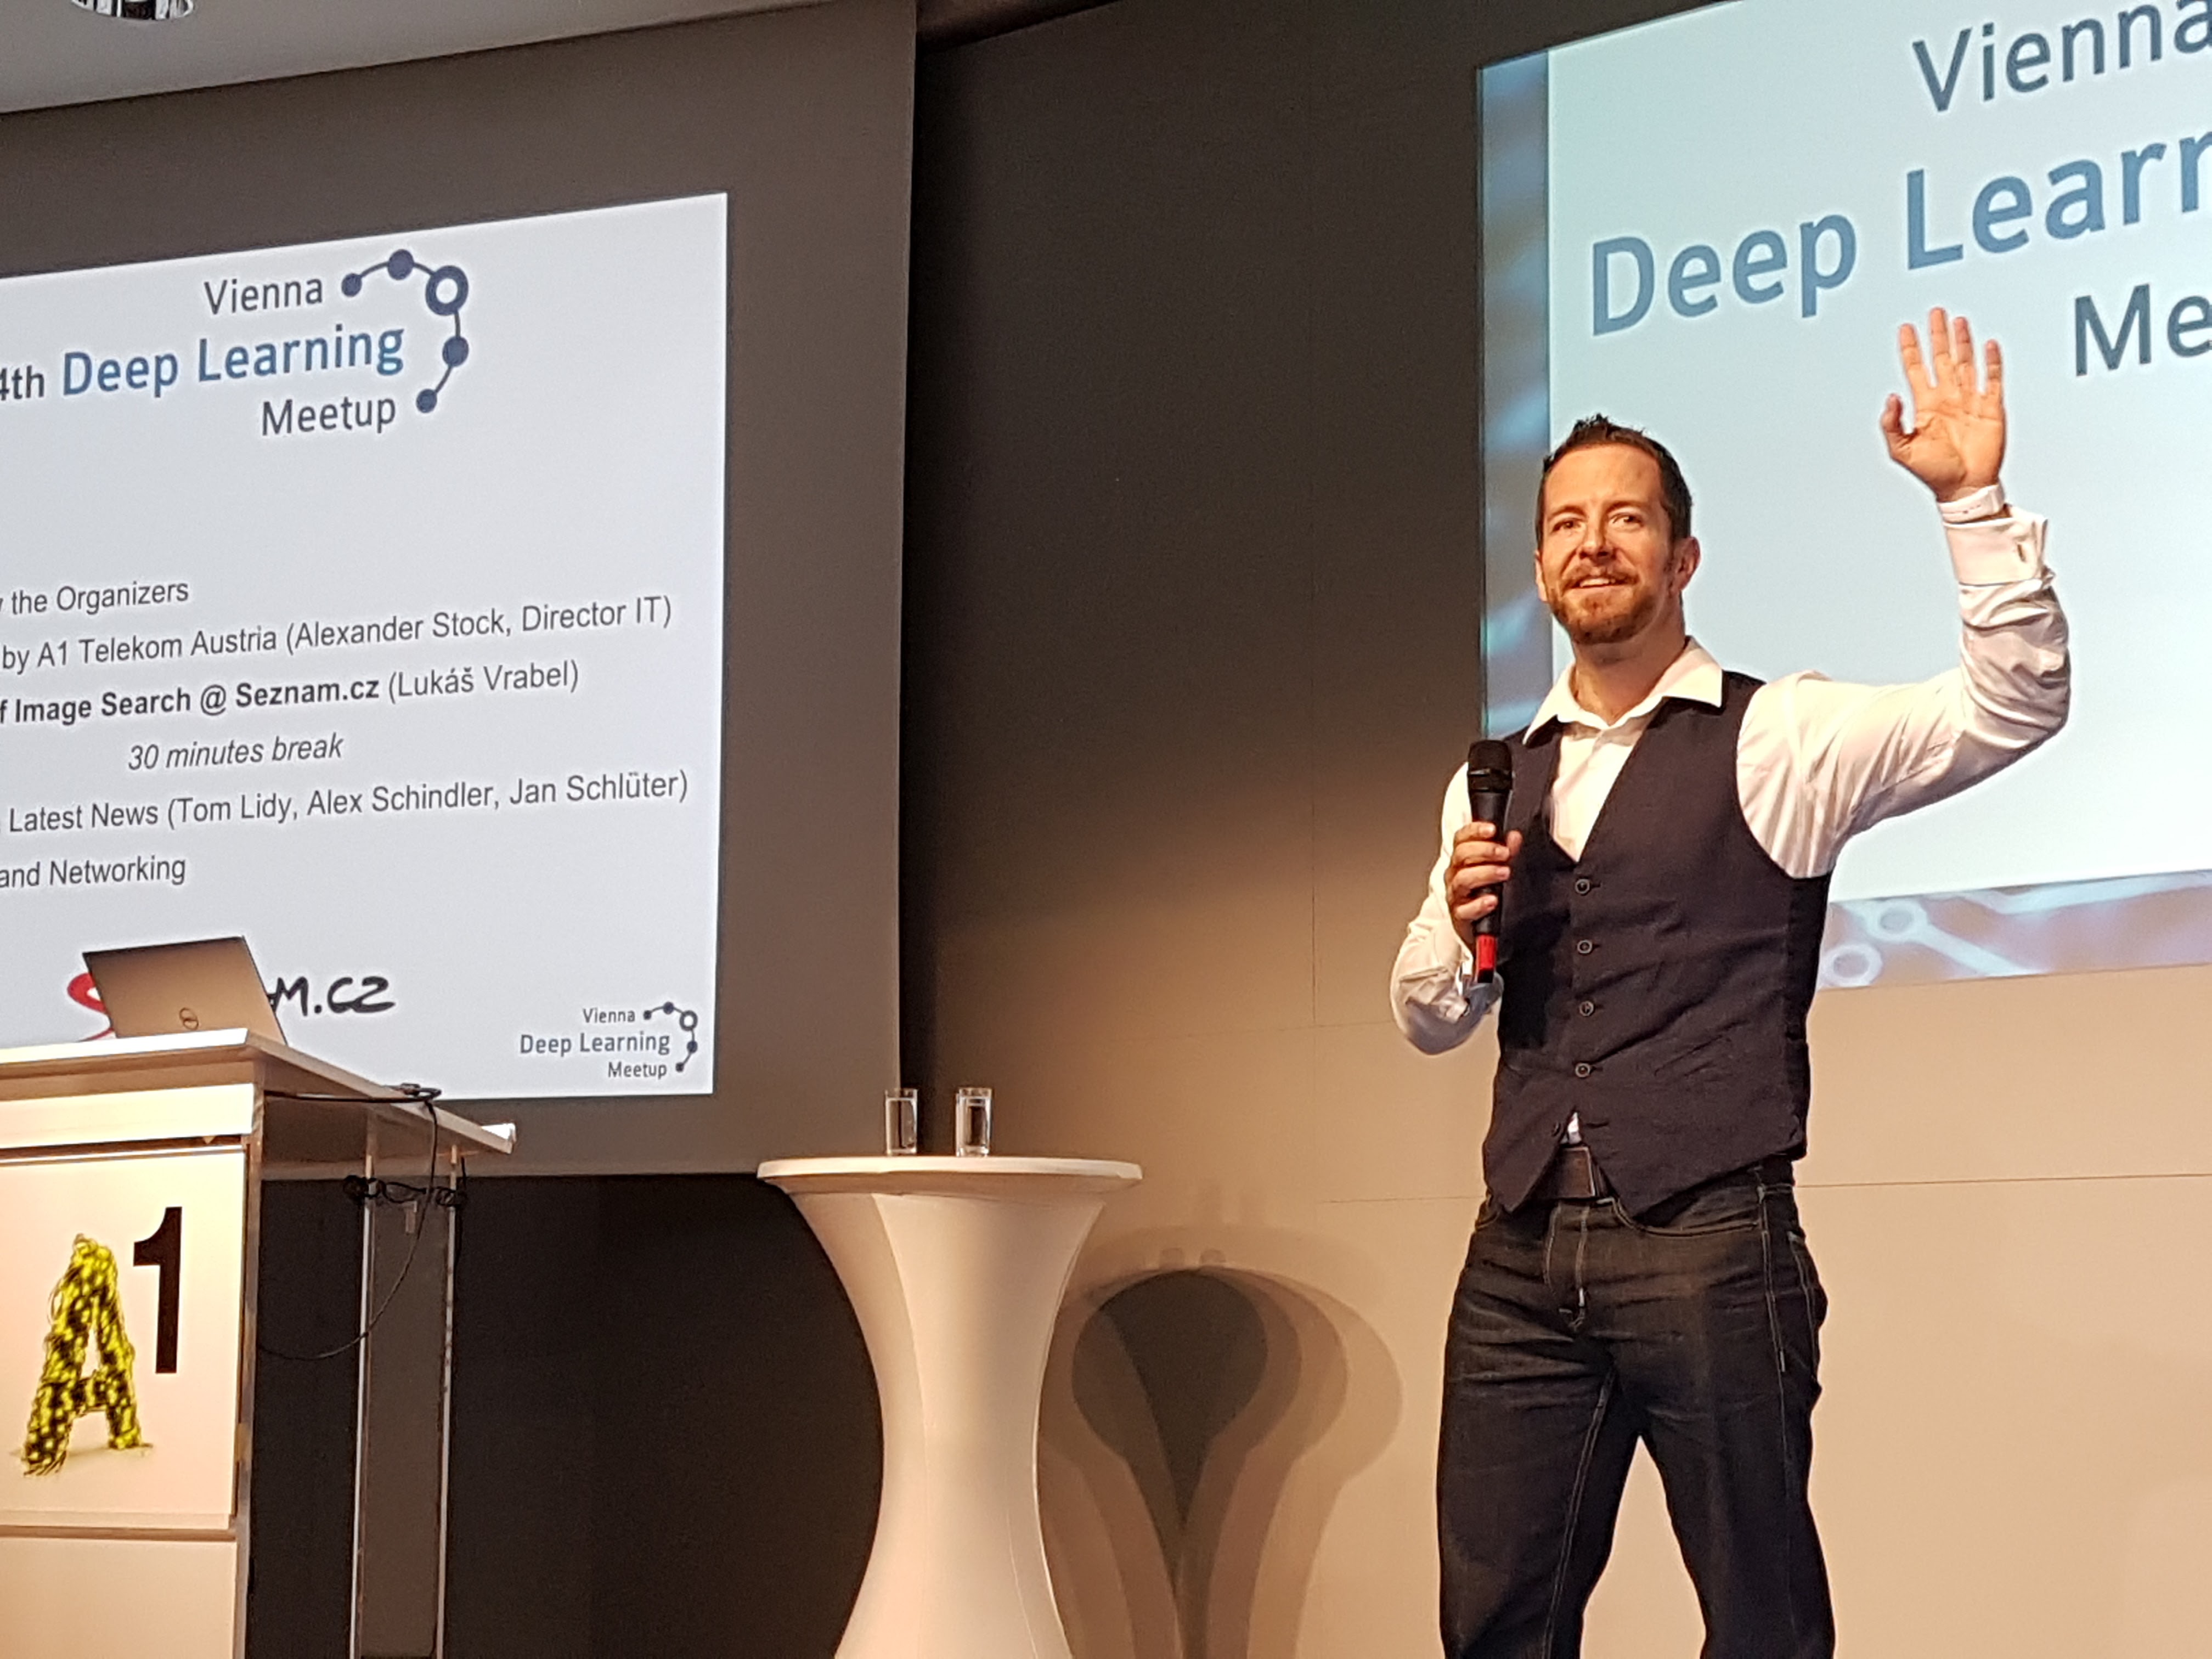 Vienna
4th Deep Learning
Meetup
the Organizers
by A1 Telekom Austria (Alexander Stock, Director IT)
f Image Search @ Seznam.cz (Lukáš Vrabel)
30 minutes break
Latest News (Tom Lidy, Alex Schindler, Jan Schlüter)
and Networking
S M.CZ
Vienna
Deep Learning
Meetup
A1
Vienna
Deep Learn
Me